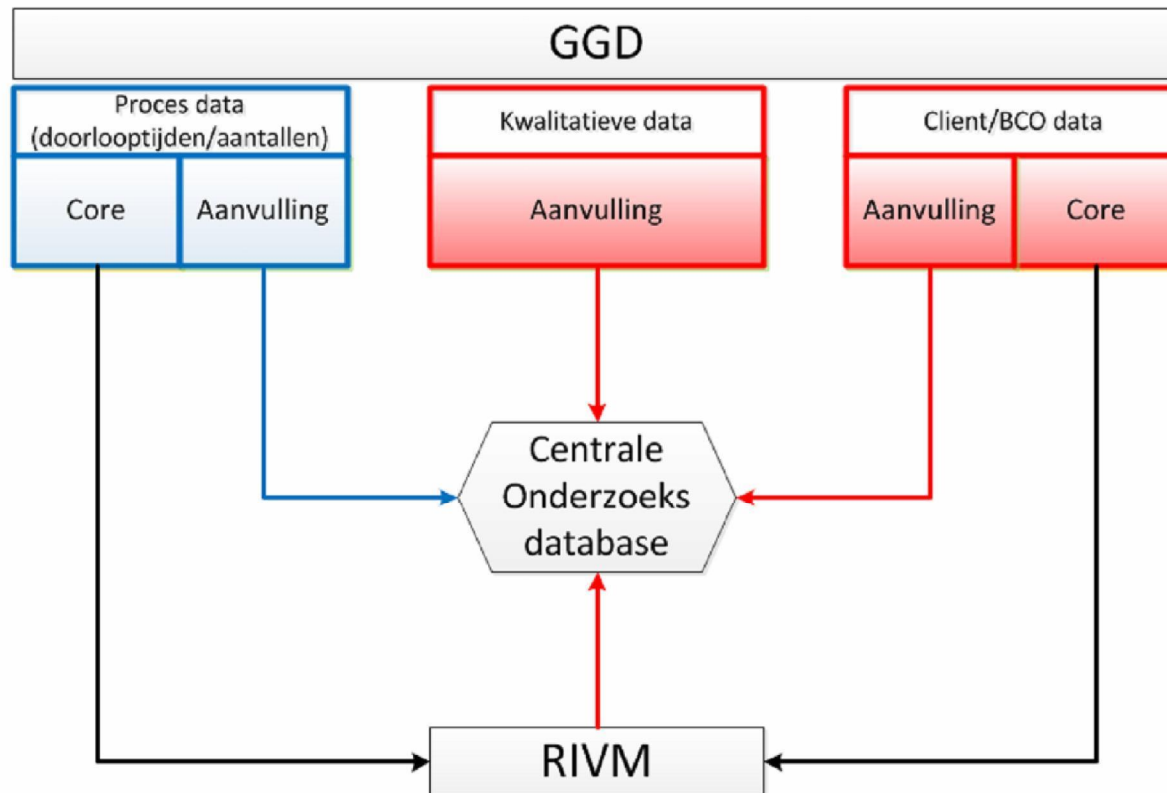 GGD
Proces data
(doorlooptijden/aantallen)
Core
Aanvulling
Kwalitatieve data
Aanvulling
Client/BCO data
Aanvulling
Core
Centrale
Onderzoeks
database
RIVM